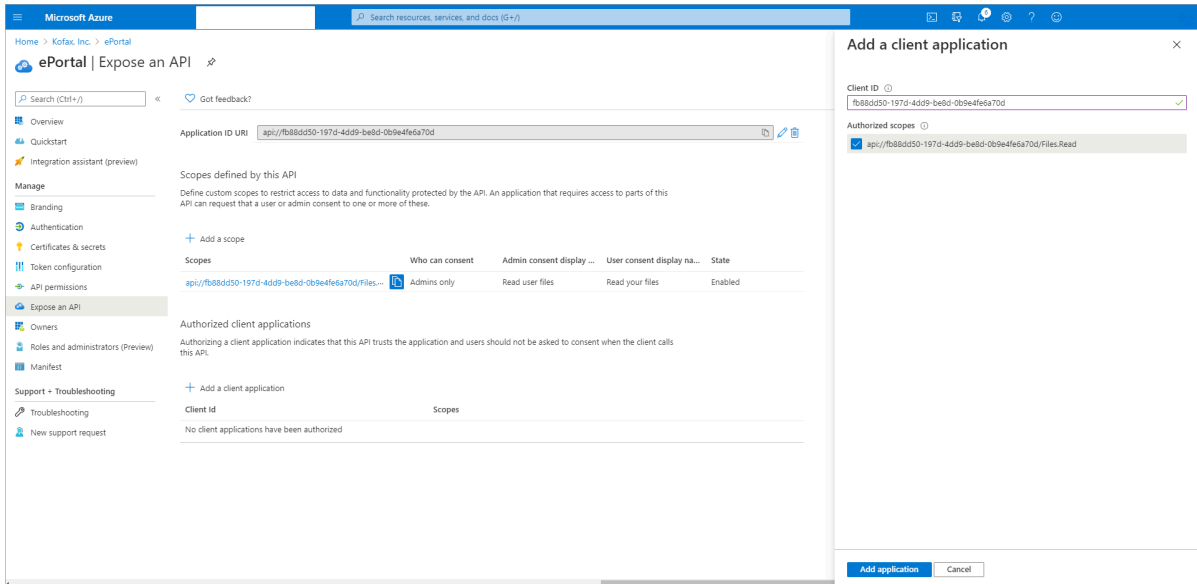 Microsoft Azure
Search resources, services, and docs (G+/)
6
Home > Kofax, Inc. > ePortal
ePortal | Expose an API
Search (Ctrl+/)
«
Overview
Quickstart
Integration assistant (preview)
Manage
Branding
Authentication
Certificates & secrets
Token configuration
API permissions
Expose an API
Owners
Roles and administrators (Preview)
Manifest
Support + Troubleshooting
Troubleshooting
New support request
Got feedback?
Application ID URI api://fb88dd50-197d-4dd9-be8d-0b9e4fe6a70d
Scopes defined by this API
Define custom scopes to restrict access to data and functionality protected by the API. An application that requires access to parts of this
API can request that a user or admin consent to one or more of these.
+ Add a scope
Scopes Who can consent Admin consent display ... User consent display na... State
api://fb88dd50-197d-4dd9-be8d-0b9e4fe6a70d/Files.... Admins only Read user files Read your files Enabled
Authorized client applications
Authorizing a client application indicates that this API trusts the application and users should not be asked to consent when the client calls
this API.
+ Add a client application
Client Id Scopes
No client applications have been authorized
Add a client application
Client ID
fb88dd50-197d-4dd9-be8d-0b9e4fe6a70d
Authorized scopes
api://fb88dd50-197d-4dd9-be8d-0b9e4fe6a70d/Files.Read
Add application Cancel